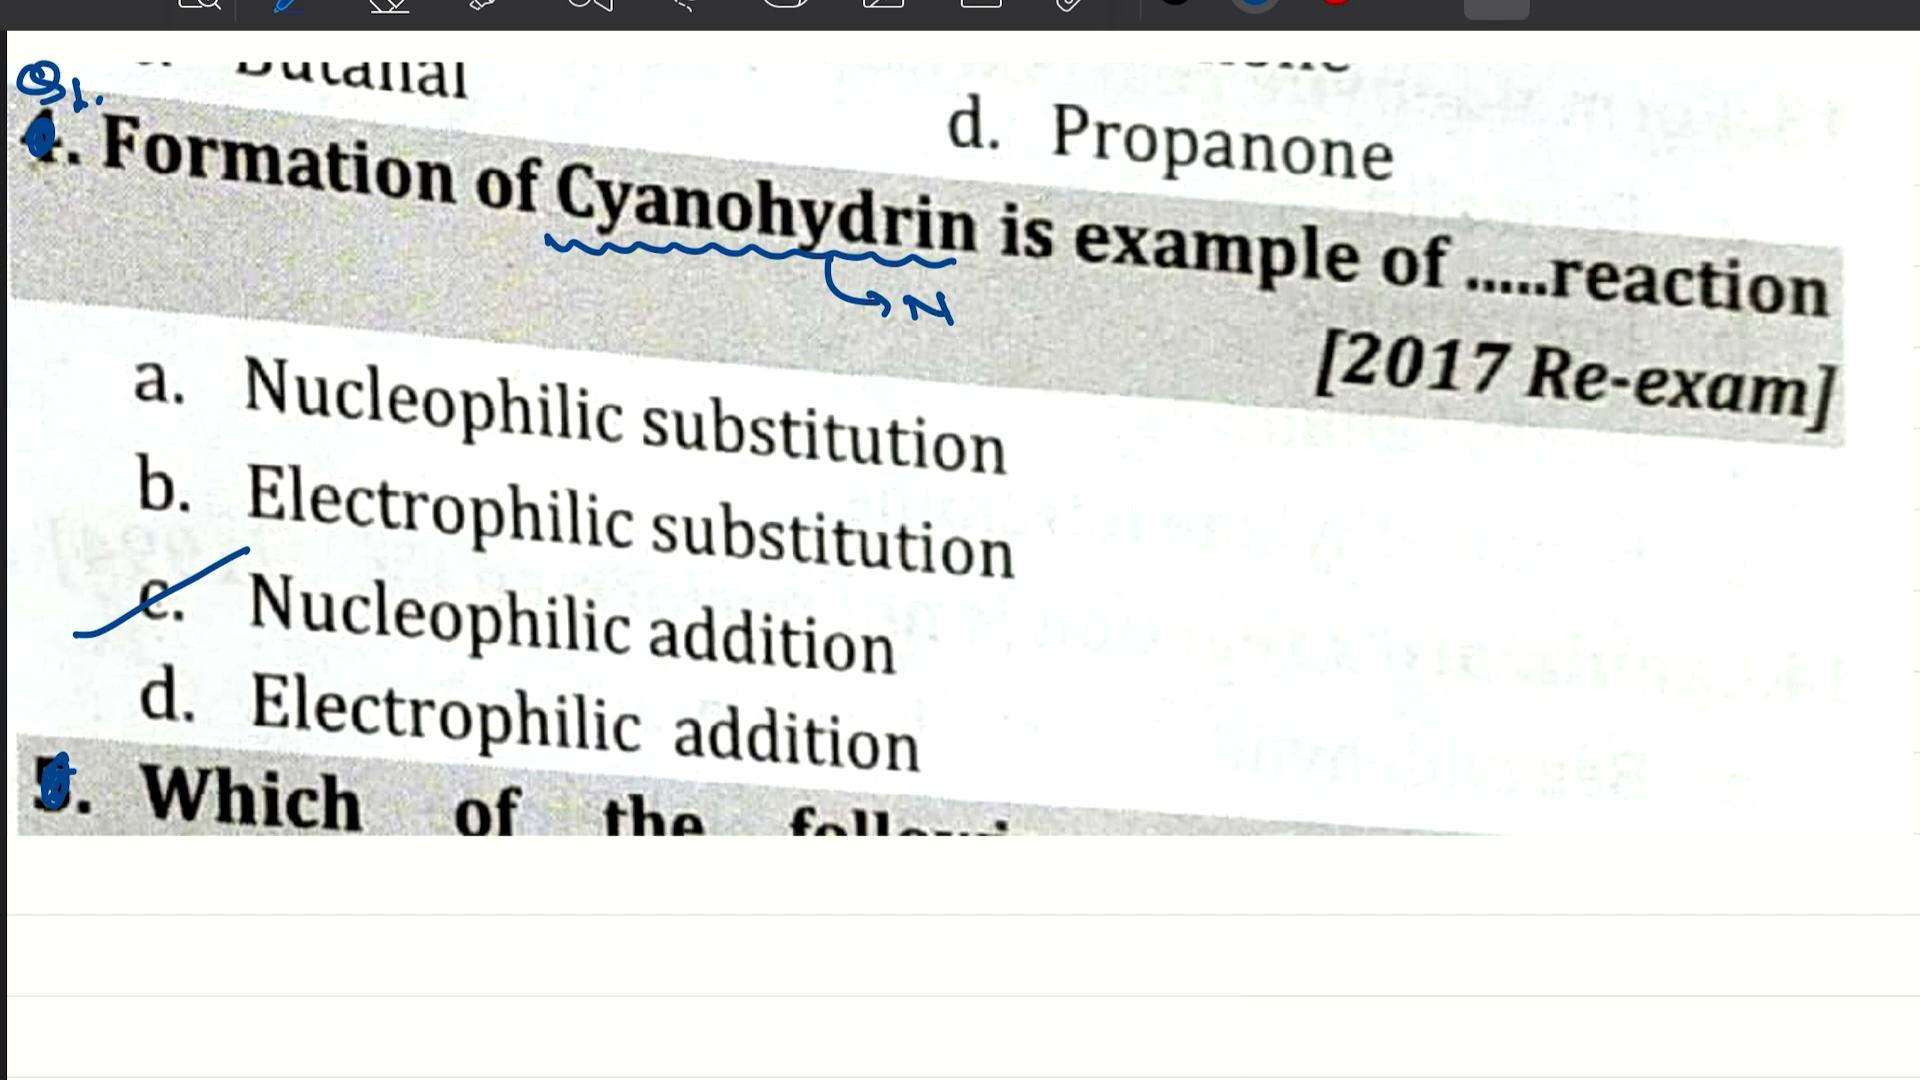 Q1.
Butanal
d. Propanone
4. Formation of Cyanohydrin is example of .....reaction
N
[2017 Re-exam]
a. Nucleophilic substitution
b. Electrophilic substitution
c. Nucleophilic addition
d. Electrophilic addition
5. Which of the